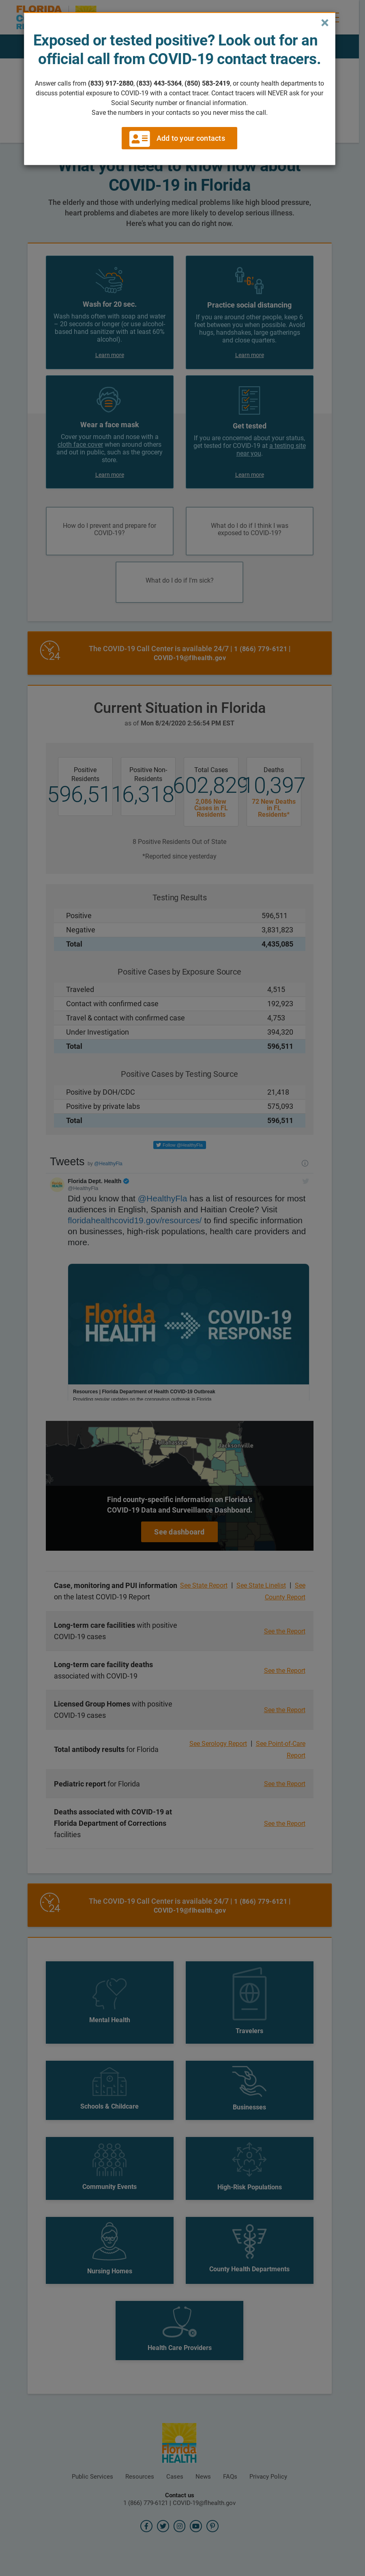 FLORIDA
×
Exposed or tested positive? Look out for an
official call from COVID-19 contact tracers.
Answer calls from (833) 917-2880, (833) 443-5364, (850) 583-2419, or county health departments to
discuss potential exposure to COVID-19 with a contact tracer. Contact tracers will NEVER ask for your
Social Security number or financial information.
Save the numbers in your contacts so you never miss the call.
Add to your contacts
What you need to know now about
COVID-19 in Florida
The elderly and those with underlying medical conditions like high blood pressure,
heart problems and diabetes are more likely to develop serious illness.
Here's what you can do right now.
Wash for 20 sec.
Wash hands often with soap and water
– 20 seconds or longer (or use alcohol-
based hand sanitizer with at least 60%
alcohol).
Learn more
6'
Practice social distancing
If you are around other people, keep 6
feet between you when possible. Avoid
hugs, handshakes, large gatherings
and close quarters.
Learn more
Wear a face mask
Cover your mouth and nose with a
cloth face cover when around others
and out in public, such as the grocery
store.
Learn more
Get tested
If you are concerned about your status,
get tested for COVID-19 at a testing site
near you.
Learn more
How do I prevent and prepare for
COVID-19?
What do I do if I think I was
exposed to COVID-19?
What do I do if I'm sick?
24
The COVID-19 Call Center is available 24/7 | 1 (866) 779-6121 |
COVID-19@flhealth.gov
Current Situation in Florida
as of Mon 8/24/2020 2:56:54 PM EST
Positive
Residents
596,511
Positive Non-
Residents
6,318
Total Cases
602,829
2,086 New
Cases in FL
Residents
Deaths
10,397
72 New Deaths
in FL
Residents*
8 Positive Residents Out of State
*Reported since yesterday
Testing Results
Positive 596,511
Negative 3,831,823
Total 4,435,085
Positive Cases by Exposure Source
Traveled 4,515
Contact with confirmed case 192,923
Travel & contact with confirmed case 4,753
Under Investigation 394,320
Total 596,511
Positive Cases by Testing Source
Positive by DOH/CDC 21,418
Positive by private labs 575,093
Total 596,511
Follow @HealthyFla
Tweets by @HealthyFla
Florida Dept. Health
@HealthyFla
Did you know that @HealthyFla has a list of resources for most
audiences in English, Spanish and Haitian Creole? Visit
floridahealthcovid19.gov/resources/ to find specific information
on businesses, high-risk populations, health care providers and
more.
FLORIDA
HEALTH
COVID-19
RESPONSE
Resources | Florida Department of Health COVID-19 Outbreak
Providing regular updates on the coronavirus outbreak in Florida
Jacksonville
Find county-specific information on Florida's
COVID-19 Data and Surveillance Dashboard.
See dashboard
Case, monitoring and PUI information
on the latest COVID-19 Report
See State Report | See State Linelist | See
County Report
Long-term care facilities with positive
COVID-19 cases
See the Report
Long-term care facility deaths
associated with COVID-19
See the Report
Licensed Group Homes with positive
COVID-19 cases
See the Report
Total antibody results for Florida
See Serology Report | See Point-of-Care
Report
Pediatric report for Florida
See the Report
Deaths associated with COVID-19 at
Florida Department of Corrections
facilities
See the Report
24
The COVID-19 Call Center is available 24/7 | 1 (866) 779-6121 |
COVID-19@flhealth.gov
Mental Health
Travelers
Schools & Childcare
Businesses
Community Events
High-Risk Populations
Nursing Homes
County Health Departments
Health Care Providers
Florida
HEALTH
Public Services Resources Cases News FAQs Privacy Policy
Contact us
1 (866) 779-6121 | COVID-19@flhealth.gov